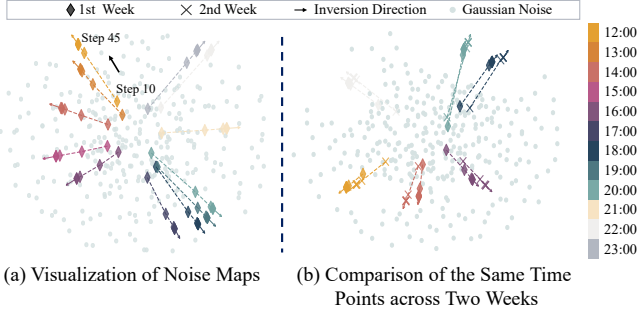 1st Week 2nd Week Inversion Direction Gaussian Noise
Step 45
Step 10
12:00
13:00
14:00
15:00
16:00
17:00
18:00
19:00
20:00
21:00
22:00
23:00
(a) Visualization of Noise Maps
(b) Comparison of the Same Time
Points across Two Weeks